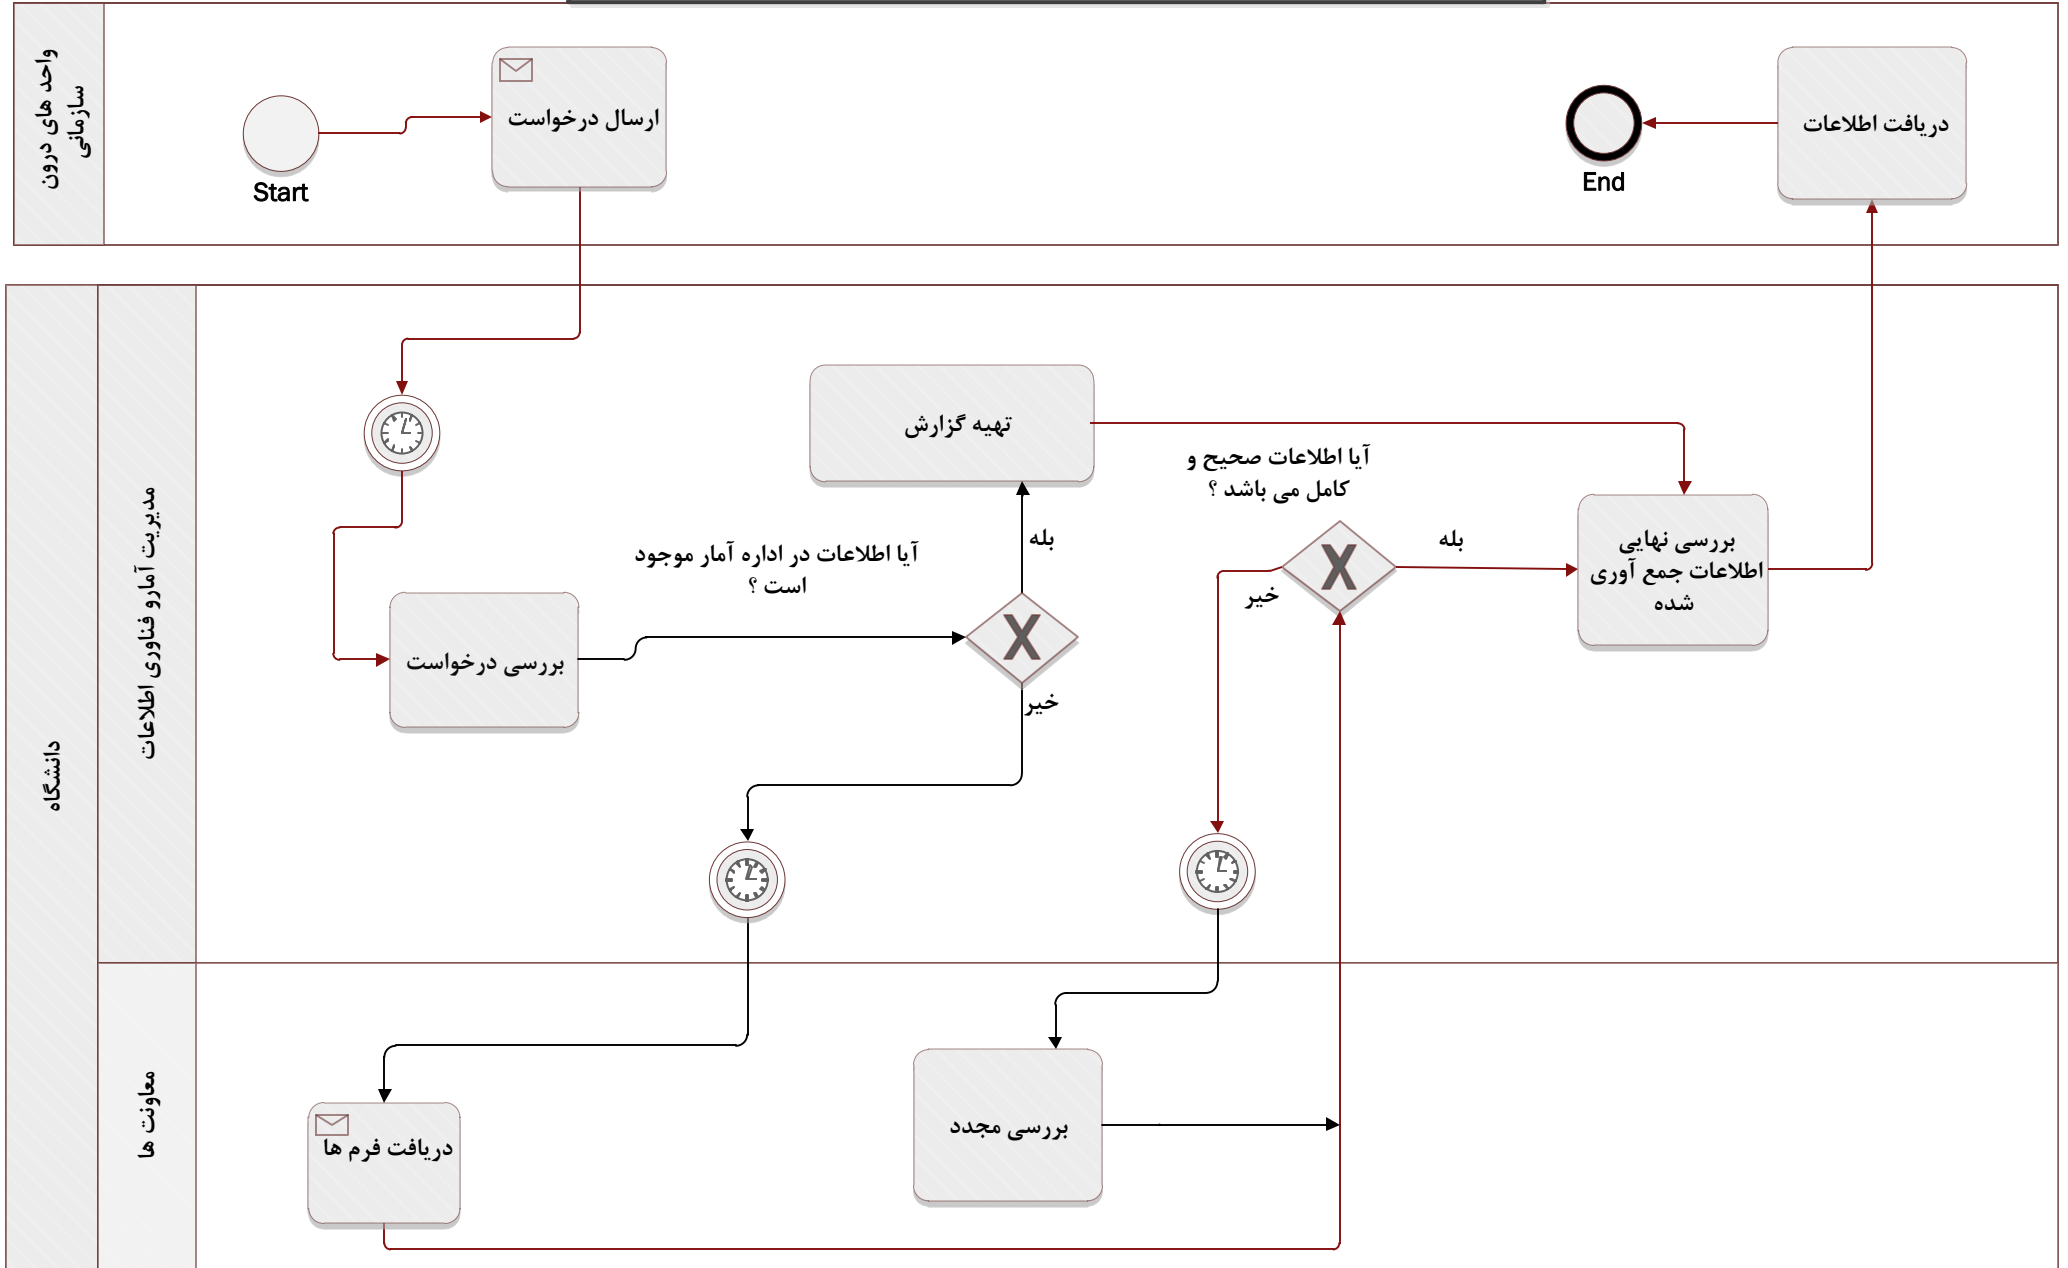 واحد های درون
سازمانی
Start
ارسال درخواست
End
دریافت اطلاعات
دانشگاه
مدیریت آمارو فناوری اطلاعات
تهیه گزارش
آیا اطلاعات صحیح و
کامل می باشد ؟
بله
خیر
بررسی نهایی
اطلاعات جمع آوری
شده
آیا اطلاعات در اداره آمار موجود
است ؟
بله
خیر
بررسی درخواست
معاونت ها
دریافت فرم ها
بررسی مجدد